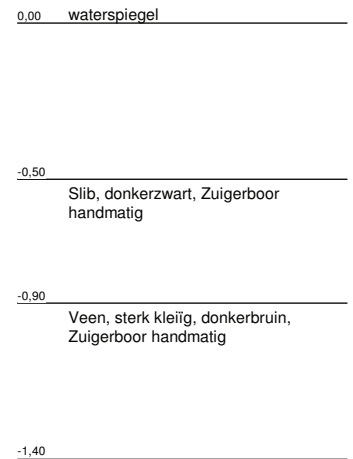 0,00 waterspiegel
-0,50
Slib, donkerzwart, Zuigerboor
handmatig
-0,90
Veen, sterk kleiïg, donkerbruin,
Zuigerboor handmatig
-1,40